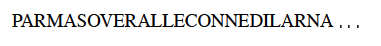 PARMASOVERALLECONNEDILARNA . . .